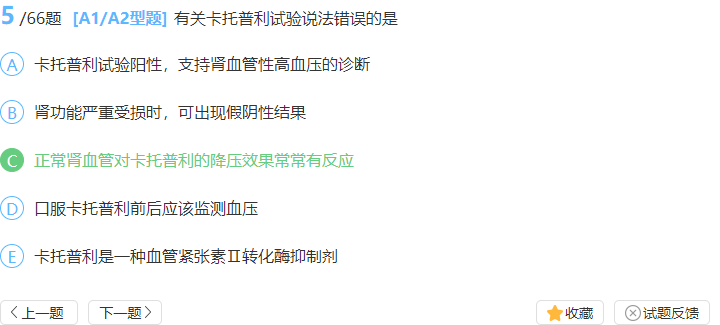 5 /66题 [A1/A2型题] 有关卡托普利试验说法错误的是
A 卡托普利试验阳性，支持肾血管性高血压的诊断
B 肾功能严重受损时，可出现假阴性结果
C 正常肾血管对卡托普利的降压效果常常有反应
D 口服卡托普利前后应该监测血压
E 卡托普利是一种血管紧张素Ⅱ转化酶抑制剂
上一题 下一题 收藏 试题反馈